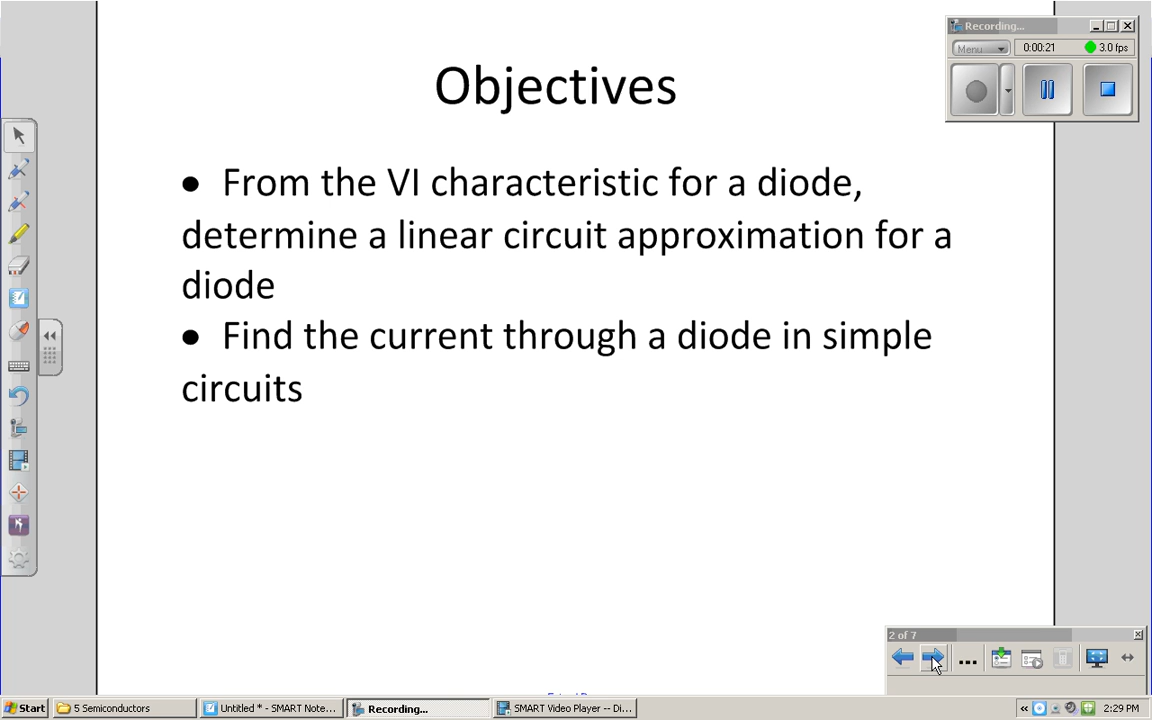 Objectives
Recording...
Menu
0:00:21
3.0 fps
• From the VI characteristic for a diode,
determine a linear circuit approximation for a
diode
• Find the current through a diode in simple
circuits
2 of 7
...
Start
5 Semiconductors
Untitled * - SMART Note...
Recording...
SMART Video Player -- Di...
2:29 PM